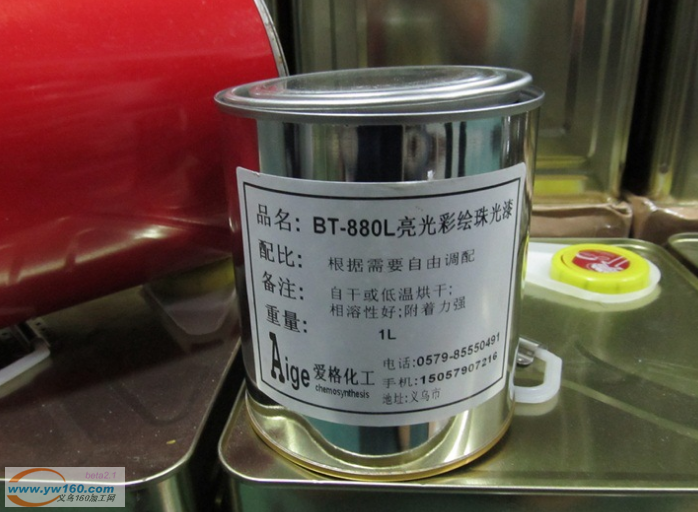 品名: BT-880L亮光彩绘珠光漆
配比: 根据需要自由调配
备注: 自干或低温烘干;
相溶性好;附着力强
重量: 1L
Aige 爱格化工
chemosynthesis
电话:0579-85550491
手机:15057907216
地址:义乌市
beta2.1
www.yw160.com
义乌160加工网